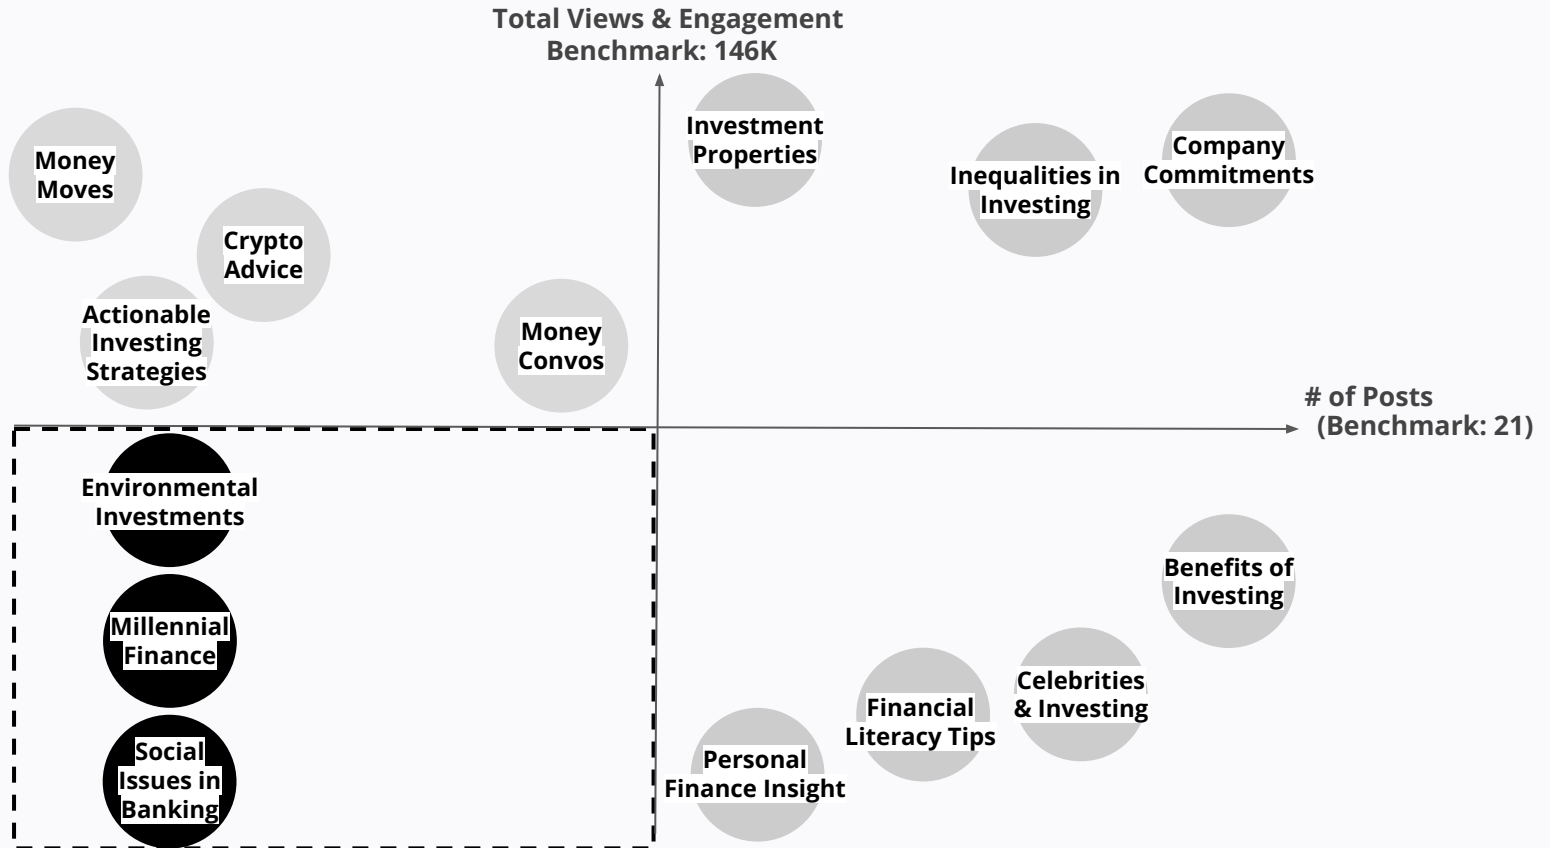 Total Views & Engagement
Benchmark: 146K
Investment
Properties
Money
Moves
Inequalities in
Investing
Company
Commitments
Crypto
Advice
Actionable
Investing
Strategies
Money
Convos
# of Posts
(Benchmark: 21)
Environmental
Investments
Millennial
Finance
Social
Issues in
Banking
Benefits of
Investing
Celebrities
& Investing
Financial
Literacy Tips
Personal
Finance Insight